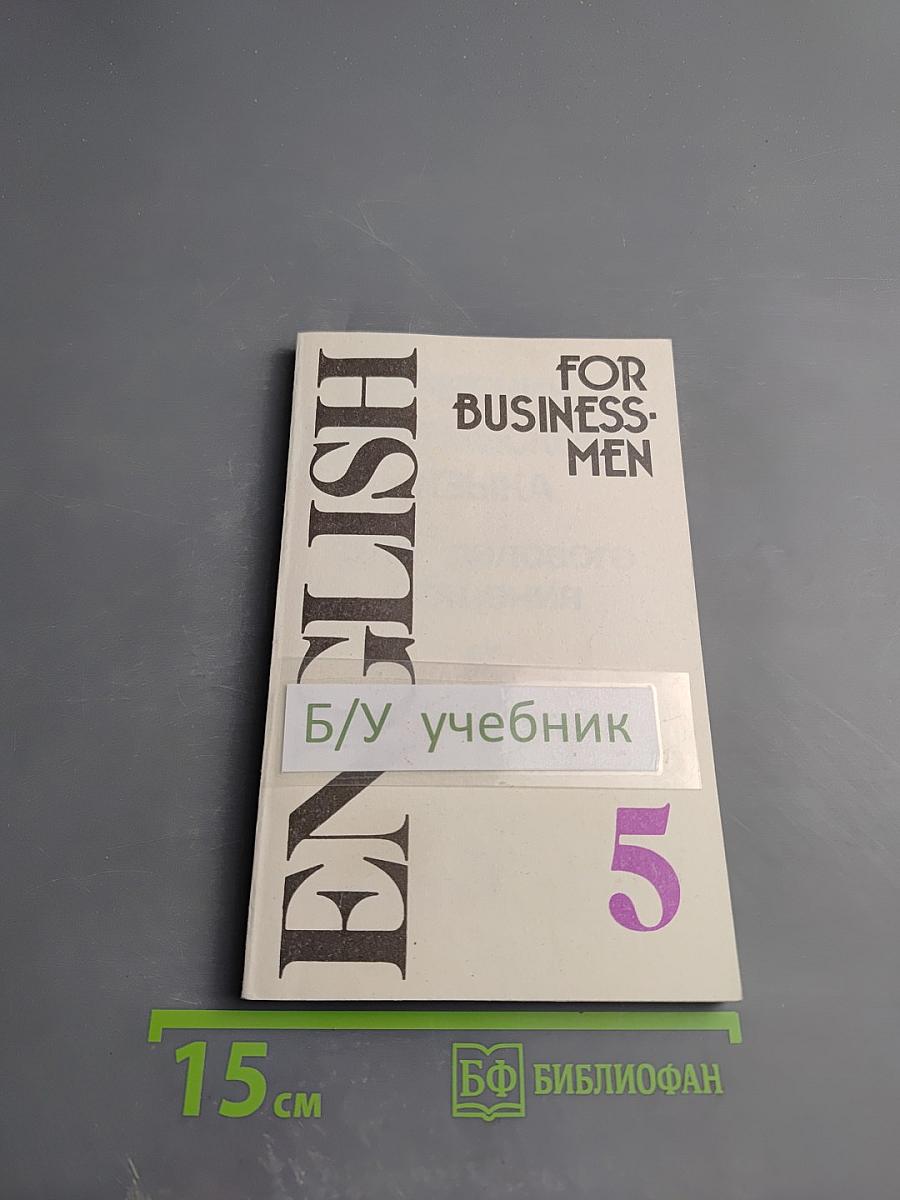 ENGLISH
FOR
BUSINESS-
MEN
Б/У учебник
5
15 см
БФ БИБЛИОФАН